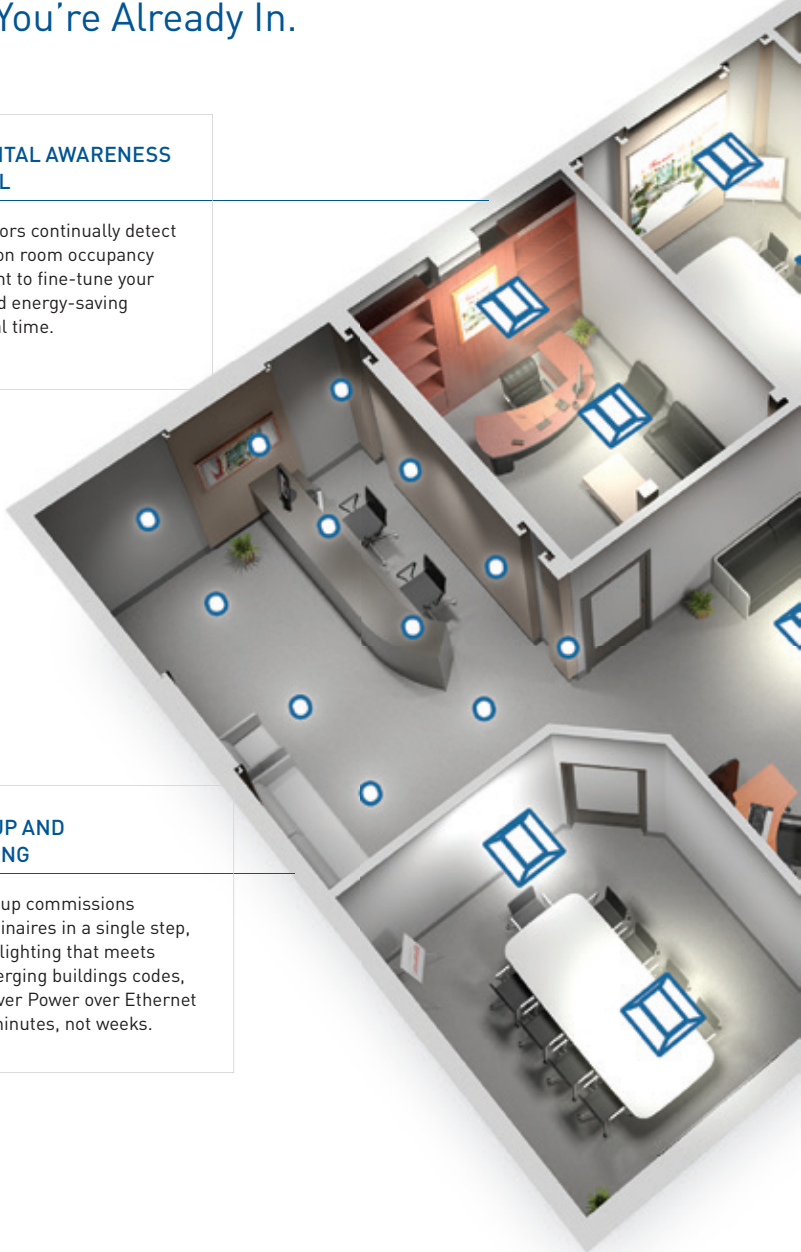 You’re Already In.
ITAL AWARENESS
L
ors continually detect
on room occupancy
nt to fine-tune your
d energy-saving
al time.
UP AND
NG
up commissions
inaires in a single step,
lighting that meets
erging buildings codes,
ver Power over Ethernet
minutes, not weeks.